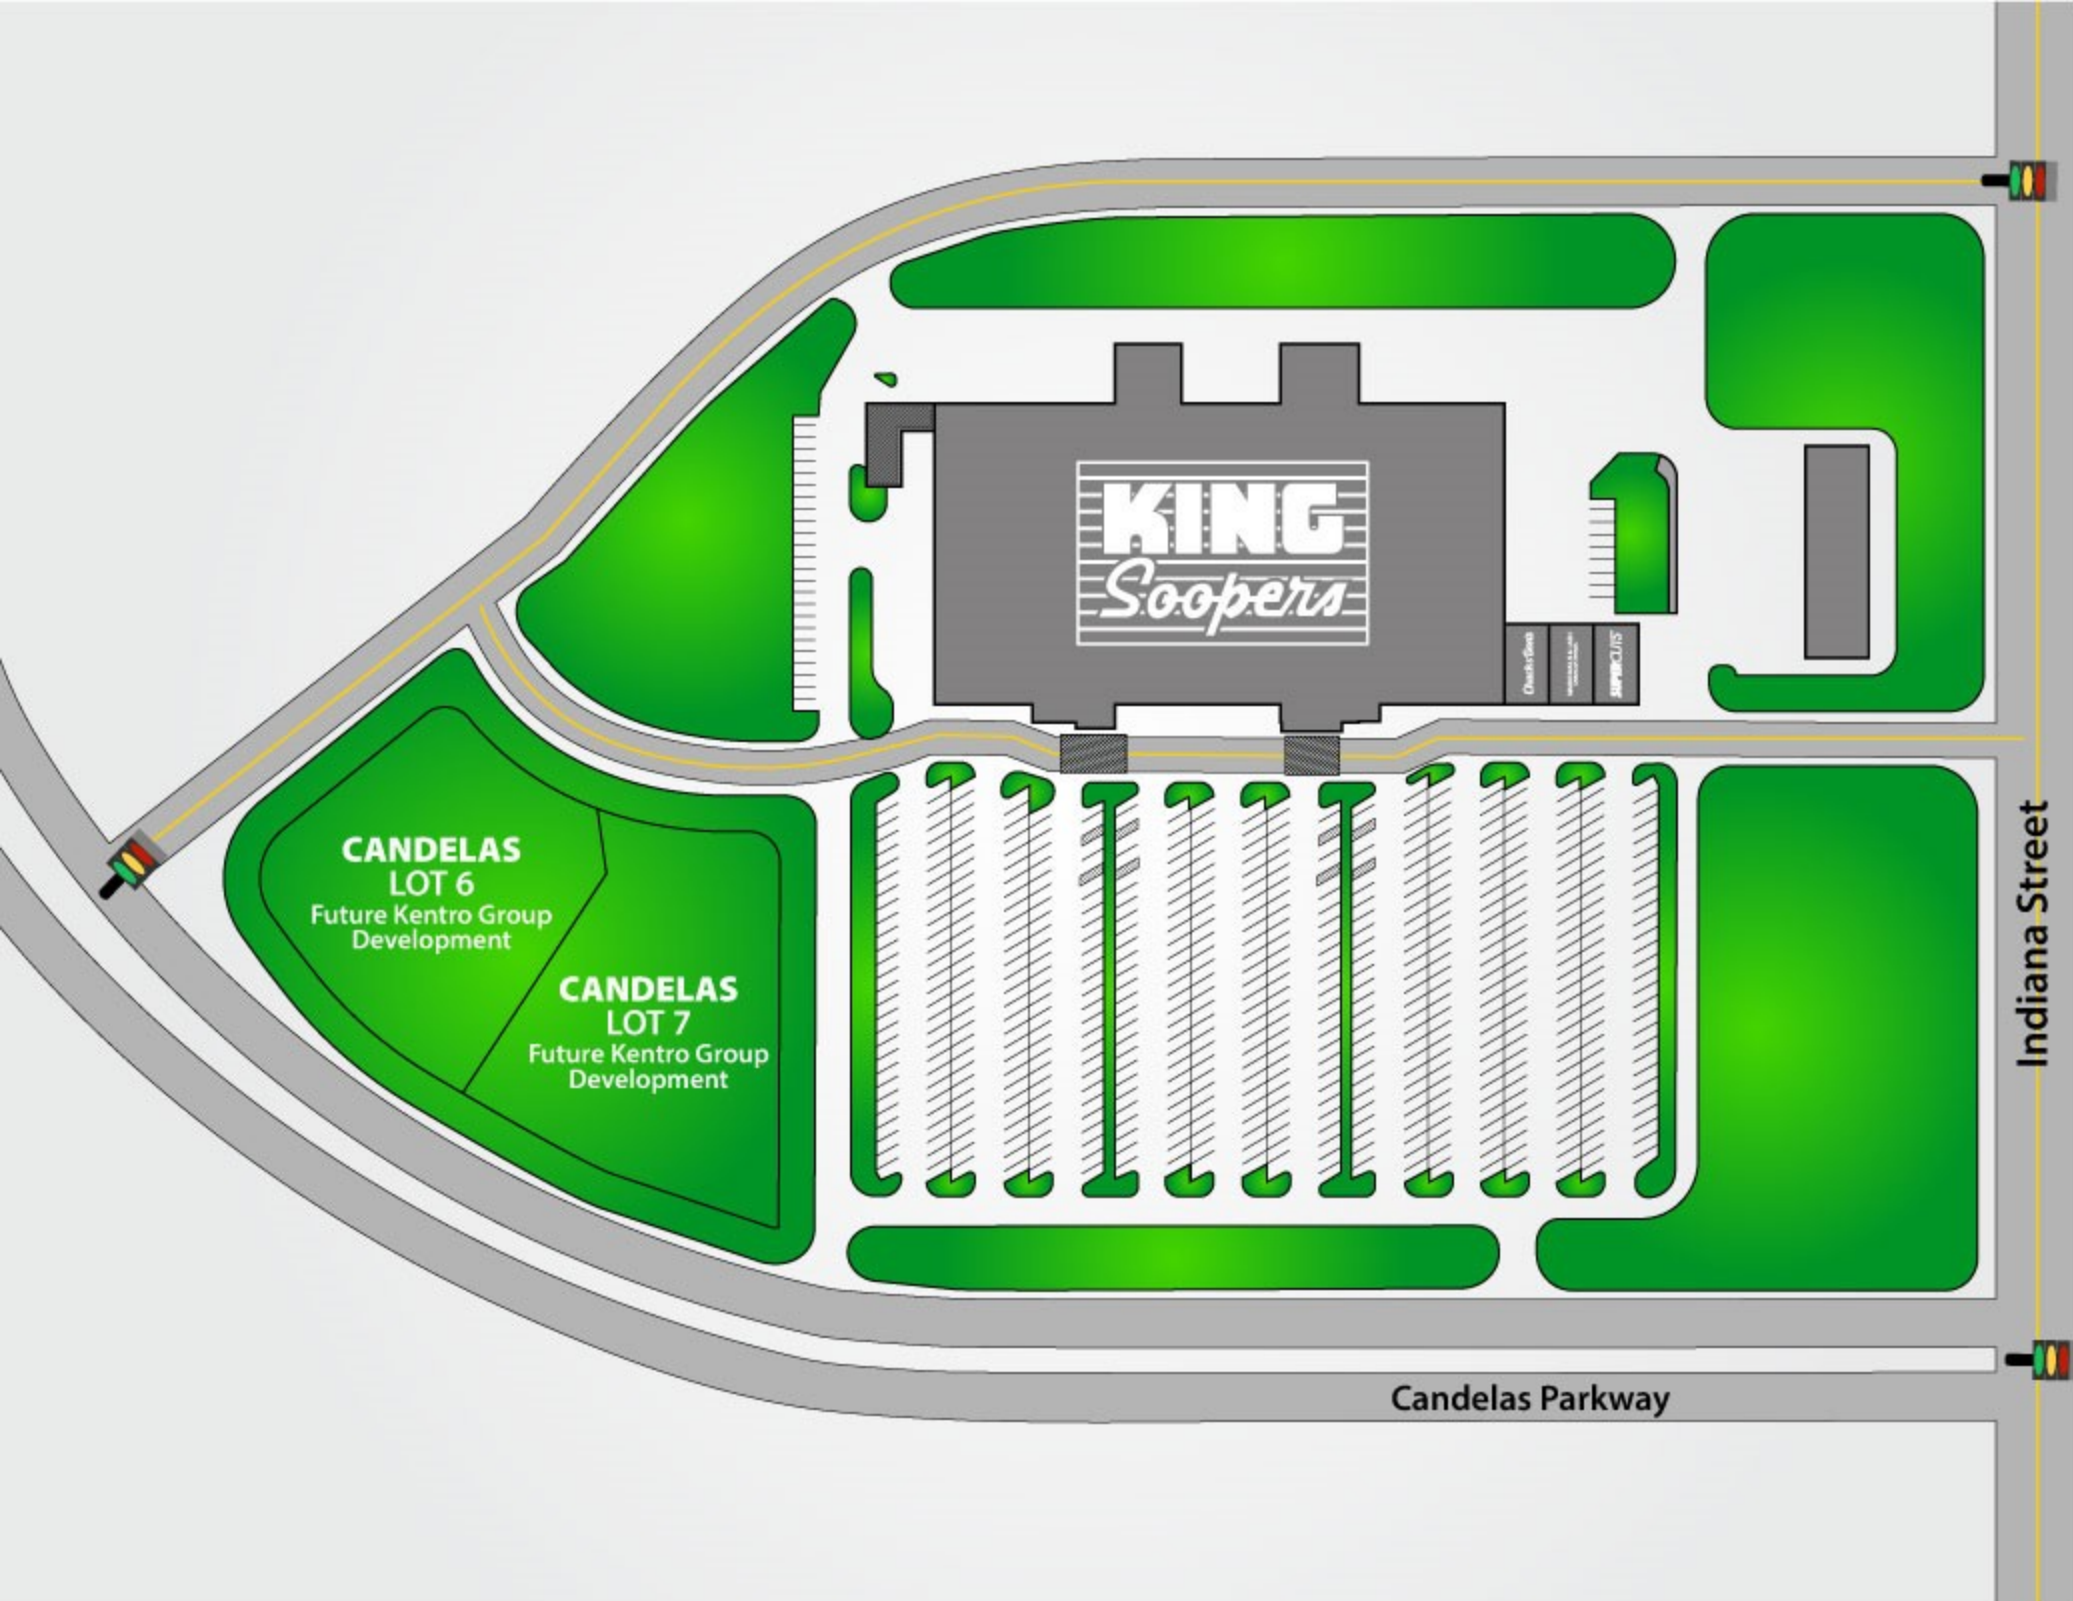 KING
Soopers
SUPERCUTS
CANDELAS
LOT 6
Future Kentro Group
Development
CANDELAS
LOT 7
Future Kentro Group
Development
Indiana Street
Candelas Parkway